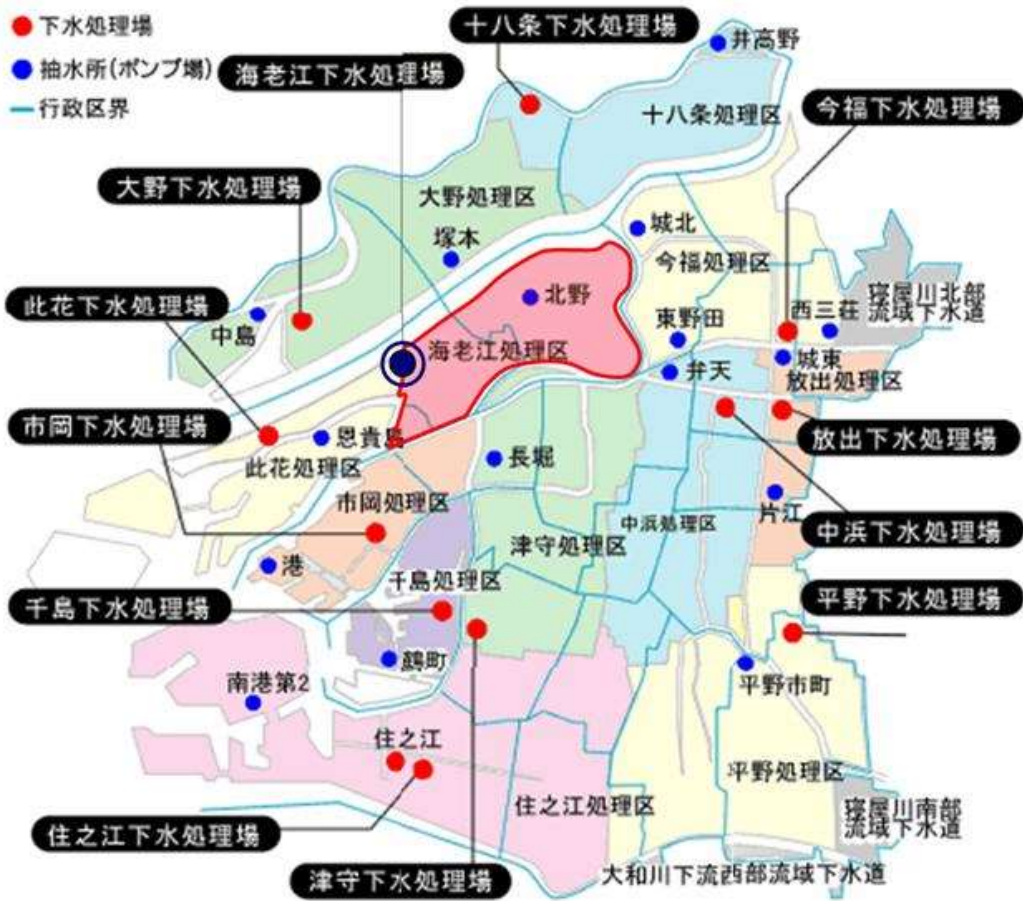 下水処理場
抽水所(ポンプ場)
行政区界
十八条下水処理場
海老江下水処理場
井高野
十八条処理区
今福下水処理場
大野下水処理場
大野処理区
塚本
城北
今福処理区
此花下水処理場
中島
北野
東野田
西三荘
寝屋川北部
流域下水道
海老江処理区
弁天
城東
放出処理区
市岡下水処理場
恩貴島
此花処理区
長堀
放出下水処理場
市岡処理区
片江
中浜処理区
津守処理区
中浜下水処理場
港
千島処理区
千島下水処理場
平野下水処理場
鶴町
平野市町
南港第2
住之江
平野処理区
住之江処理区
寝屋川南部
流域下水道
住之江下水処理場
大和川下流西部流域下水道
津守下水処理場